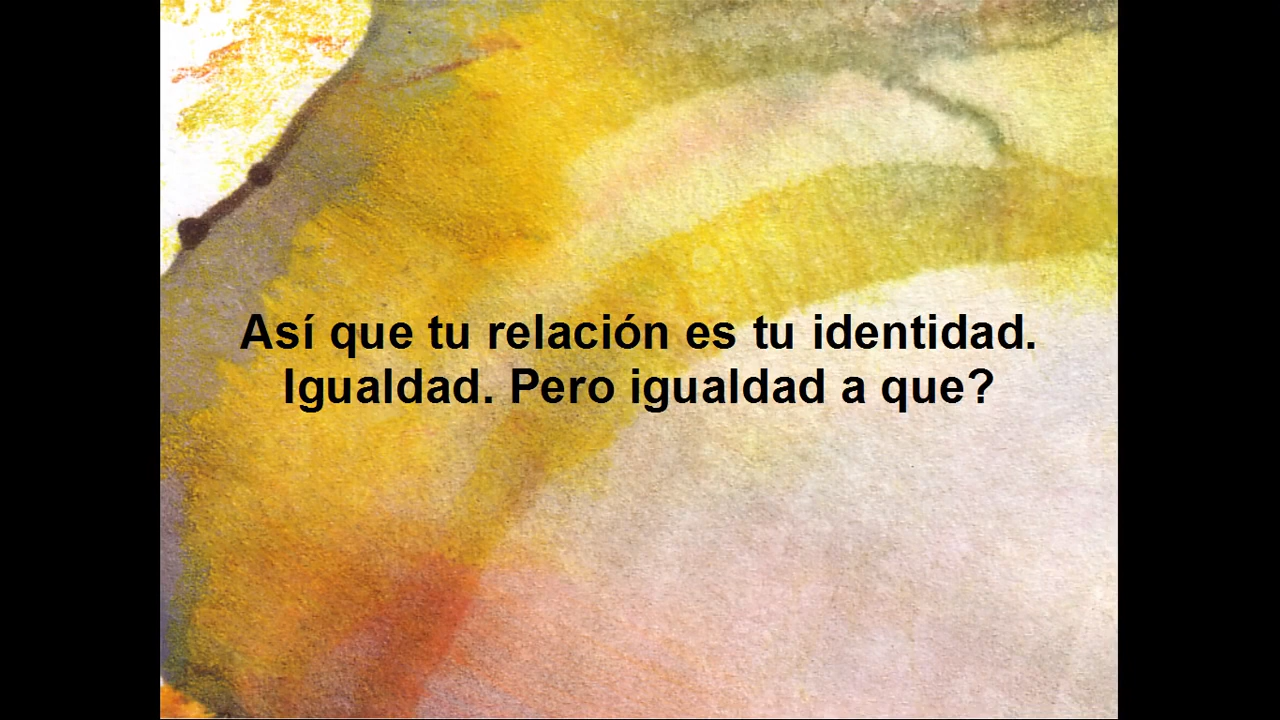 Así que tu relación es tu identidad.
Igualdad. Pero igualdad a que?